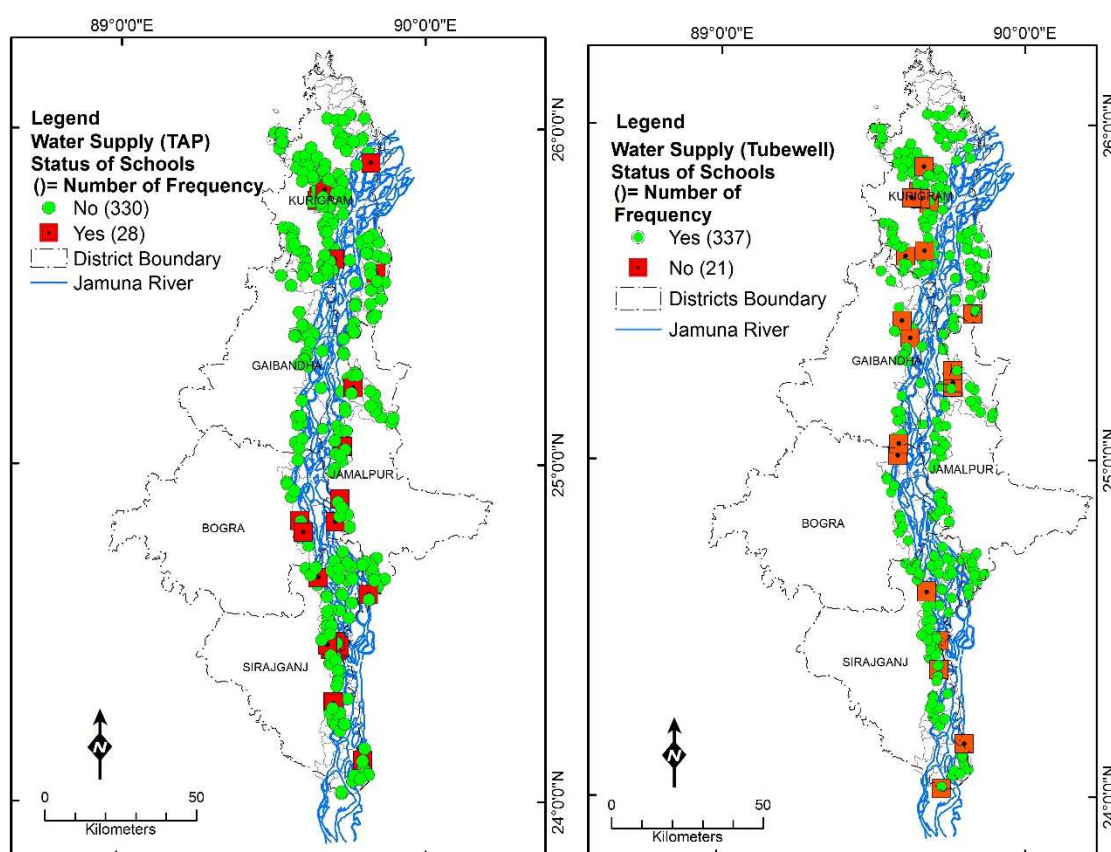 89°0'0"E
90°0'0"E
Legend
Water Supply (TAP)
Status of Schools
()= Number of Frequency
No (330)
Yes (28)
District Boundary
Jamuna River
KURIGRAM
GAIBANDHA
JAMALPUR
BOGRA
SIRAJGANJ
26°0'0"N
25°0'0"N
24°0'0"N
N
0
50
Kilometers
89°0'0"E
90°0'0"E
Legend
Water Supply (Tubewell)
Status of Schools
()= Number of
Frequency
Yes (337)
No (21)
Districts Boundary
Jamuna River
KURIGRAM
GAIBANDHA
JAMALPUR
BOGRA
SIRAJGANJ
26°0'0"N
25°0'0"N
24°0'0"N
N
0
50
Kilometers